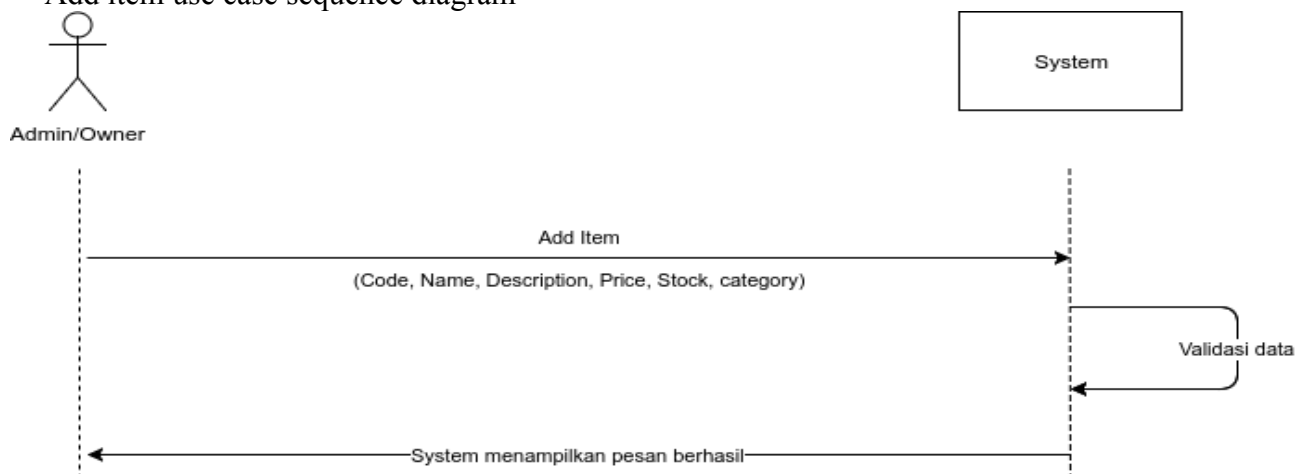 Add item use case sequence diagram
System
Admin/Owner
Add Item
(Code, Name, Description, Price, Stock, category)
Validasi data
System menampilkan pesan berhasil